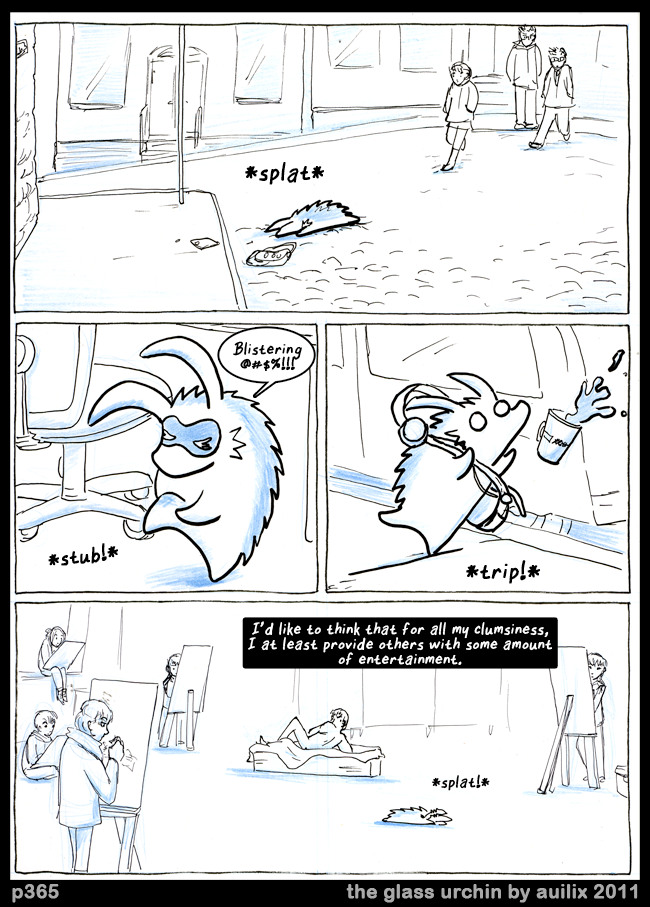 *splat*
Blistering
@#$%!!!
*stub!*
*trip!*
I'd like to think that for all my clumsiness,
I at least provide others with some amount
of entertainment.
*splat!*
p365
the glass urchin by auilix 2011